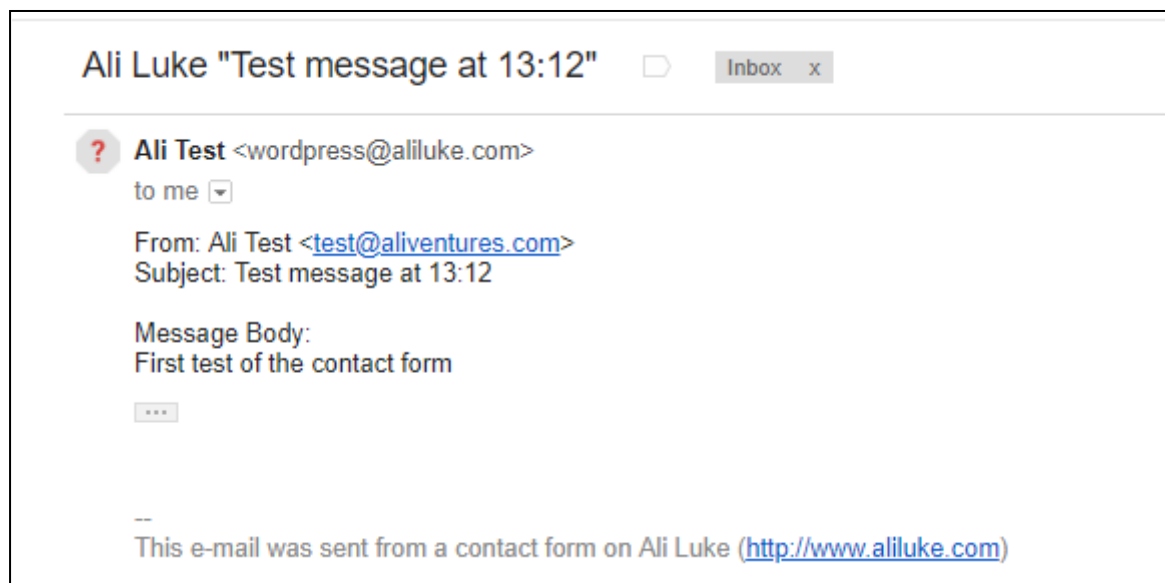 Ali Luke "Test message at 13:12" Inbox x
? Ali Test <wordpress@aliluke.com>
to me
From: Ali Test <test@aliventures.com>
Subject: Test message at 13:12
Message Body:
First test of the contact form
...
--
This e-mail was sent from a contact form on Ali Luke (http://www.aliluke.com)